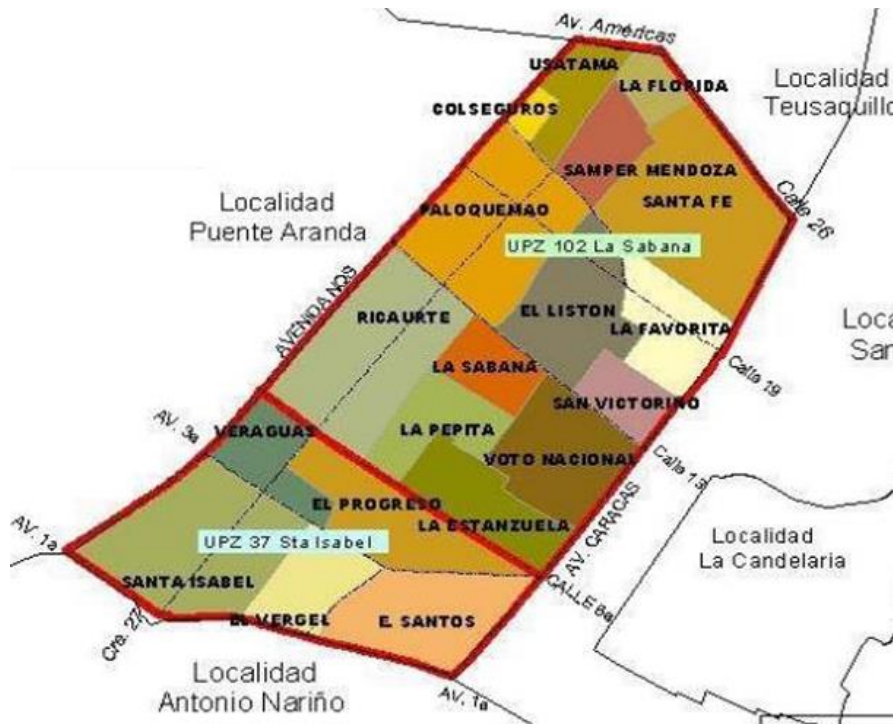 Av. Américas
USATAMA
LA FLORIDA
Localidad
Teusaquillo
COLSEGUROS
SAMPER MENDOZA
SANTA FE
Calle 26
Localidad
Puente Aranda
PALOQUEMAO
UPZ 102 La Sabana
AVENIDA NQS
RICAURTE
EL LISTON
LA FAVORITA
Loca
San
LA SABANA
Calle 19
SAN VICTORINO
AV. 3a
VERAGUAS
LA PEPITA
VOTO NACIONAL
Calle 13
EL PROGRESO
LA ESTANZUELA
AV. CARACAS
AV. 1a
UPZ 37 Sta Isabel
Localidad
La Candelaria
SANTA ISABEL
CALLE 6a
Cra. 27
EL VERGEL
E. SANTOS
Localidad
Antonio Nariño
AV. 1a